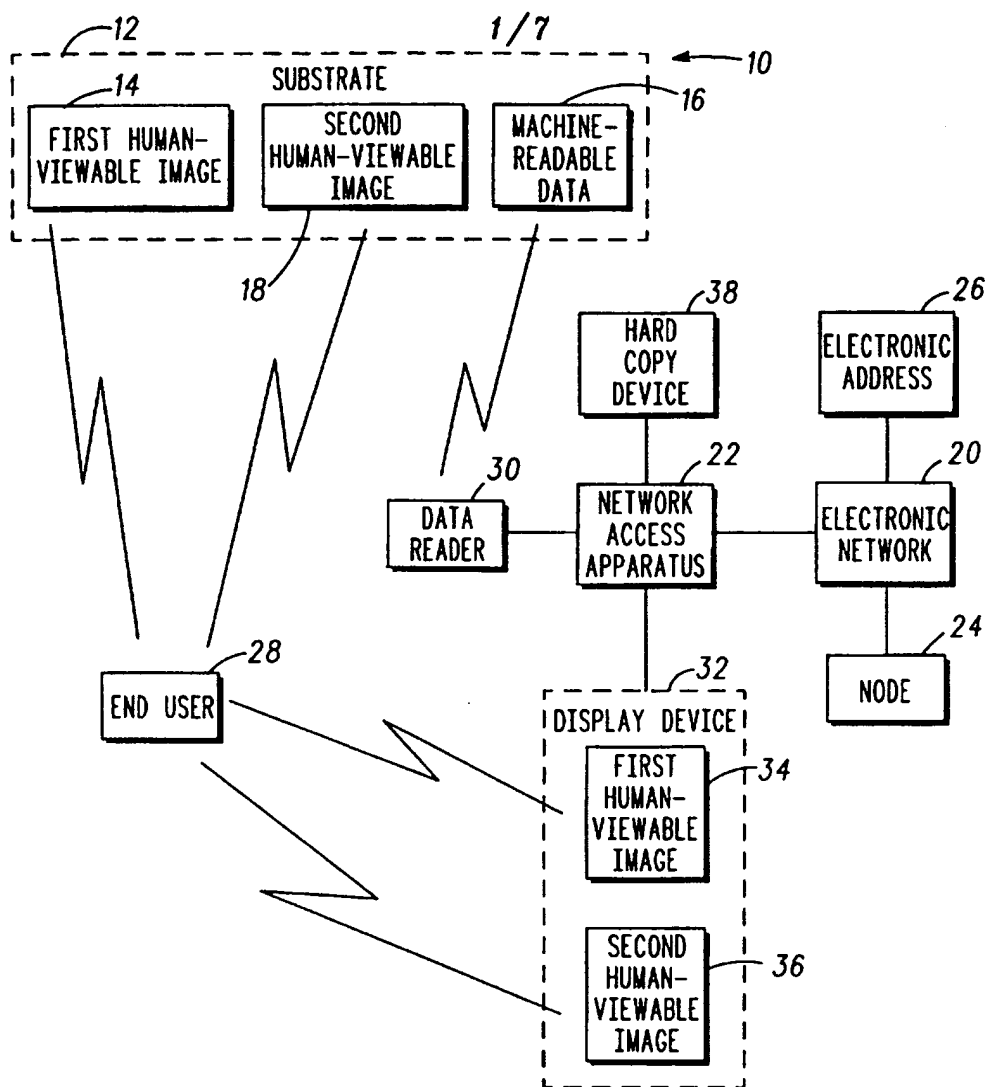 1/7
12
10
SUBSTRATE
14
16
FIRST HUMAN-
VIEWABLE IMAGE
SECOND
HUMAN-VIEWABLE
IMAGE
MACHINE-
READABLE
DATA
18
38
26
HARD
COPY
DEVICE
ELECTRONIC
ADDRESS
30
22
20
DATA
READER
NETWORK
ACCESS
APPARATUS
ELECTRONIC
NETWORK
28
24
END USER
32
NODE
DISPLAY DEVICE
FIRST
HUMAN-
VIEWABLE
IMAGE
34
SECOND
HUMAN-
VIEWABLE
IMAGE
36